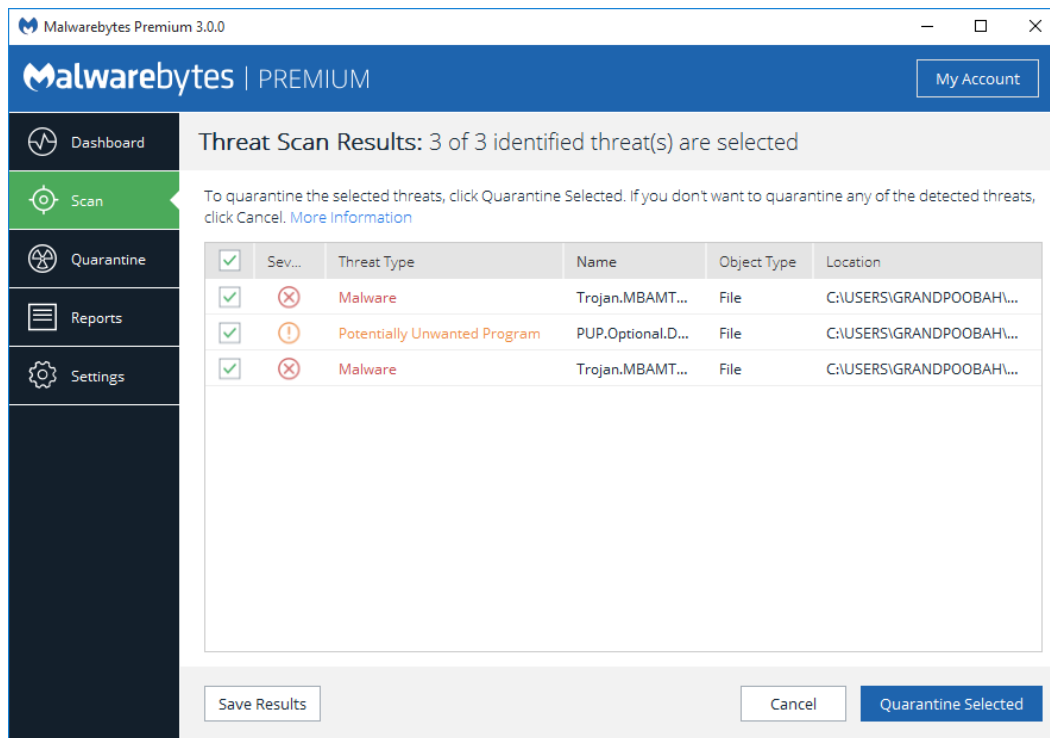 Malwarebytes Premium 3.0.0
Malwarebytes | PREMIUM
My Account
Dashboard
Scan
Quarantine
Reports
Settings
Threat Scan Results: 3 of 3 identified threat(s) are selected
To quarantine the selected threats, click Quarantine Selected. If you don't want to quarantine any of the detected threats,
click Cancel. More Information
Sev... Threat Type Name Object Type Location
Malware Trojan.MBAMT... File C:\USERS\GRANDPOOBAH\...
Potentially Unwanted Program PUP.Optional.D... File C:\USERS\GRANDPOOBAH\...
Malware Trojan.MBAMT... File C:\USERS\GRANDPOOBAH\...
Save Results
Cancel
Quarantine Selected